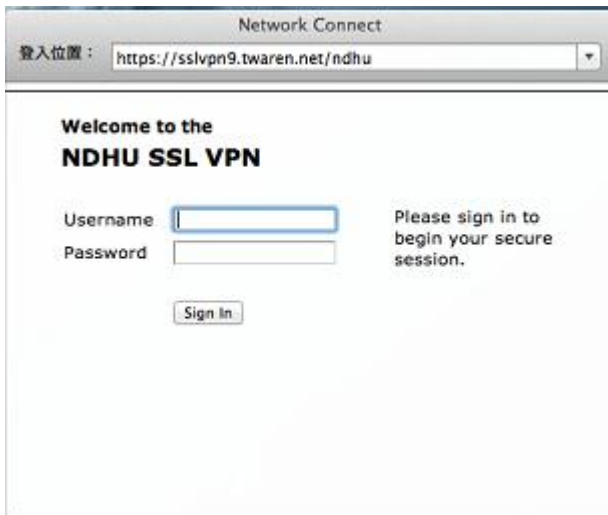 Network Connect
登入位置： https://sslvpn9.twaren.net/ndhu
Welcome to the
NDHU SSL VPN
Username
Password
Please sign in to
begin your secure
session.
Sign In